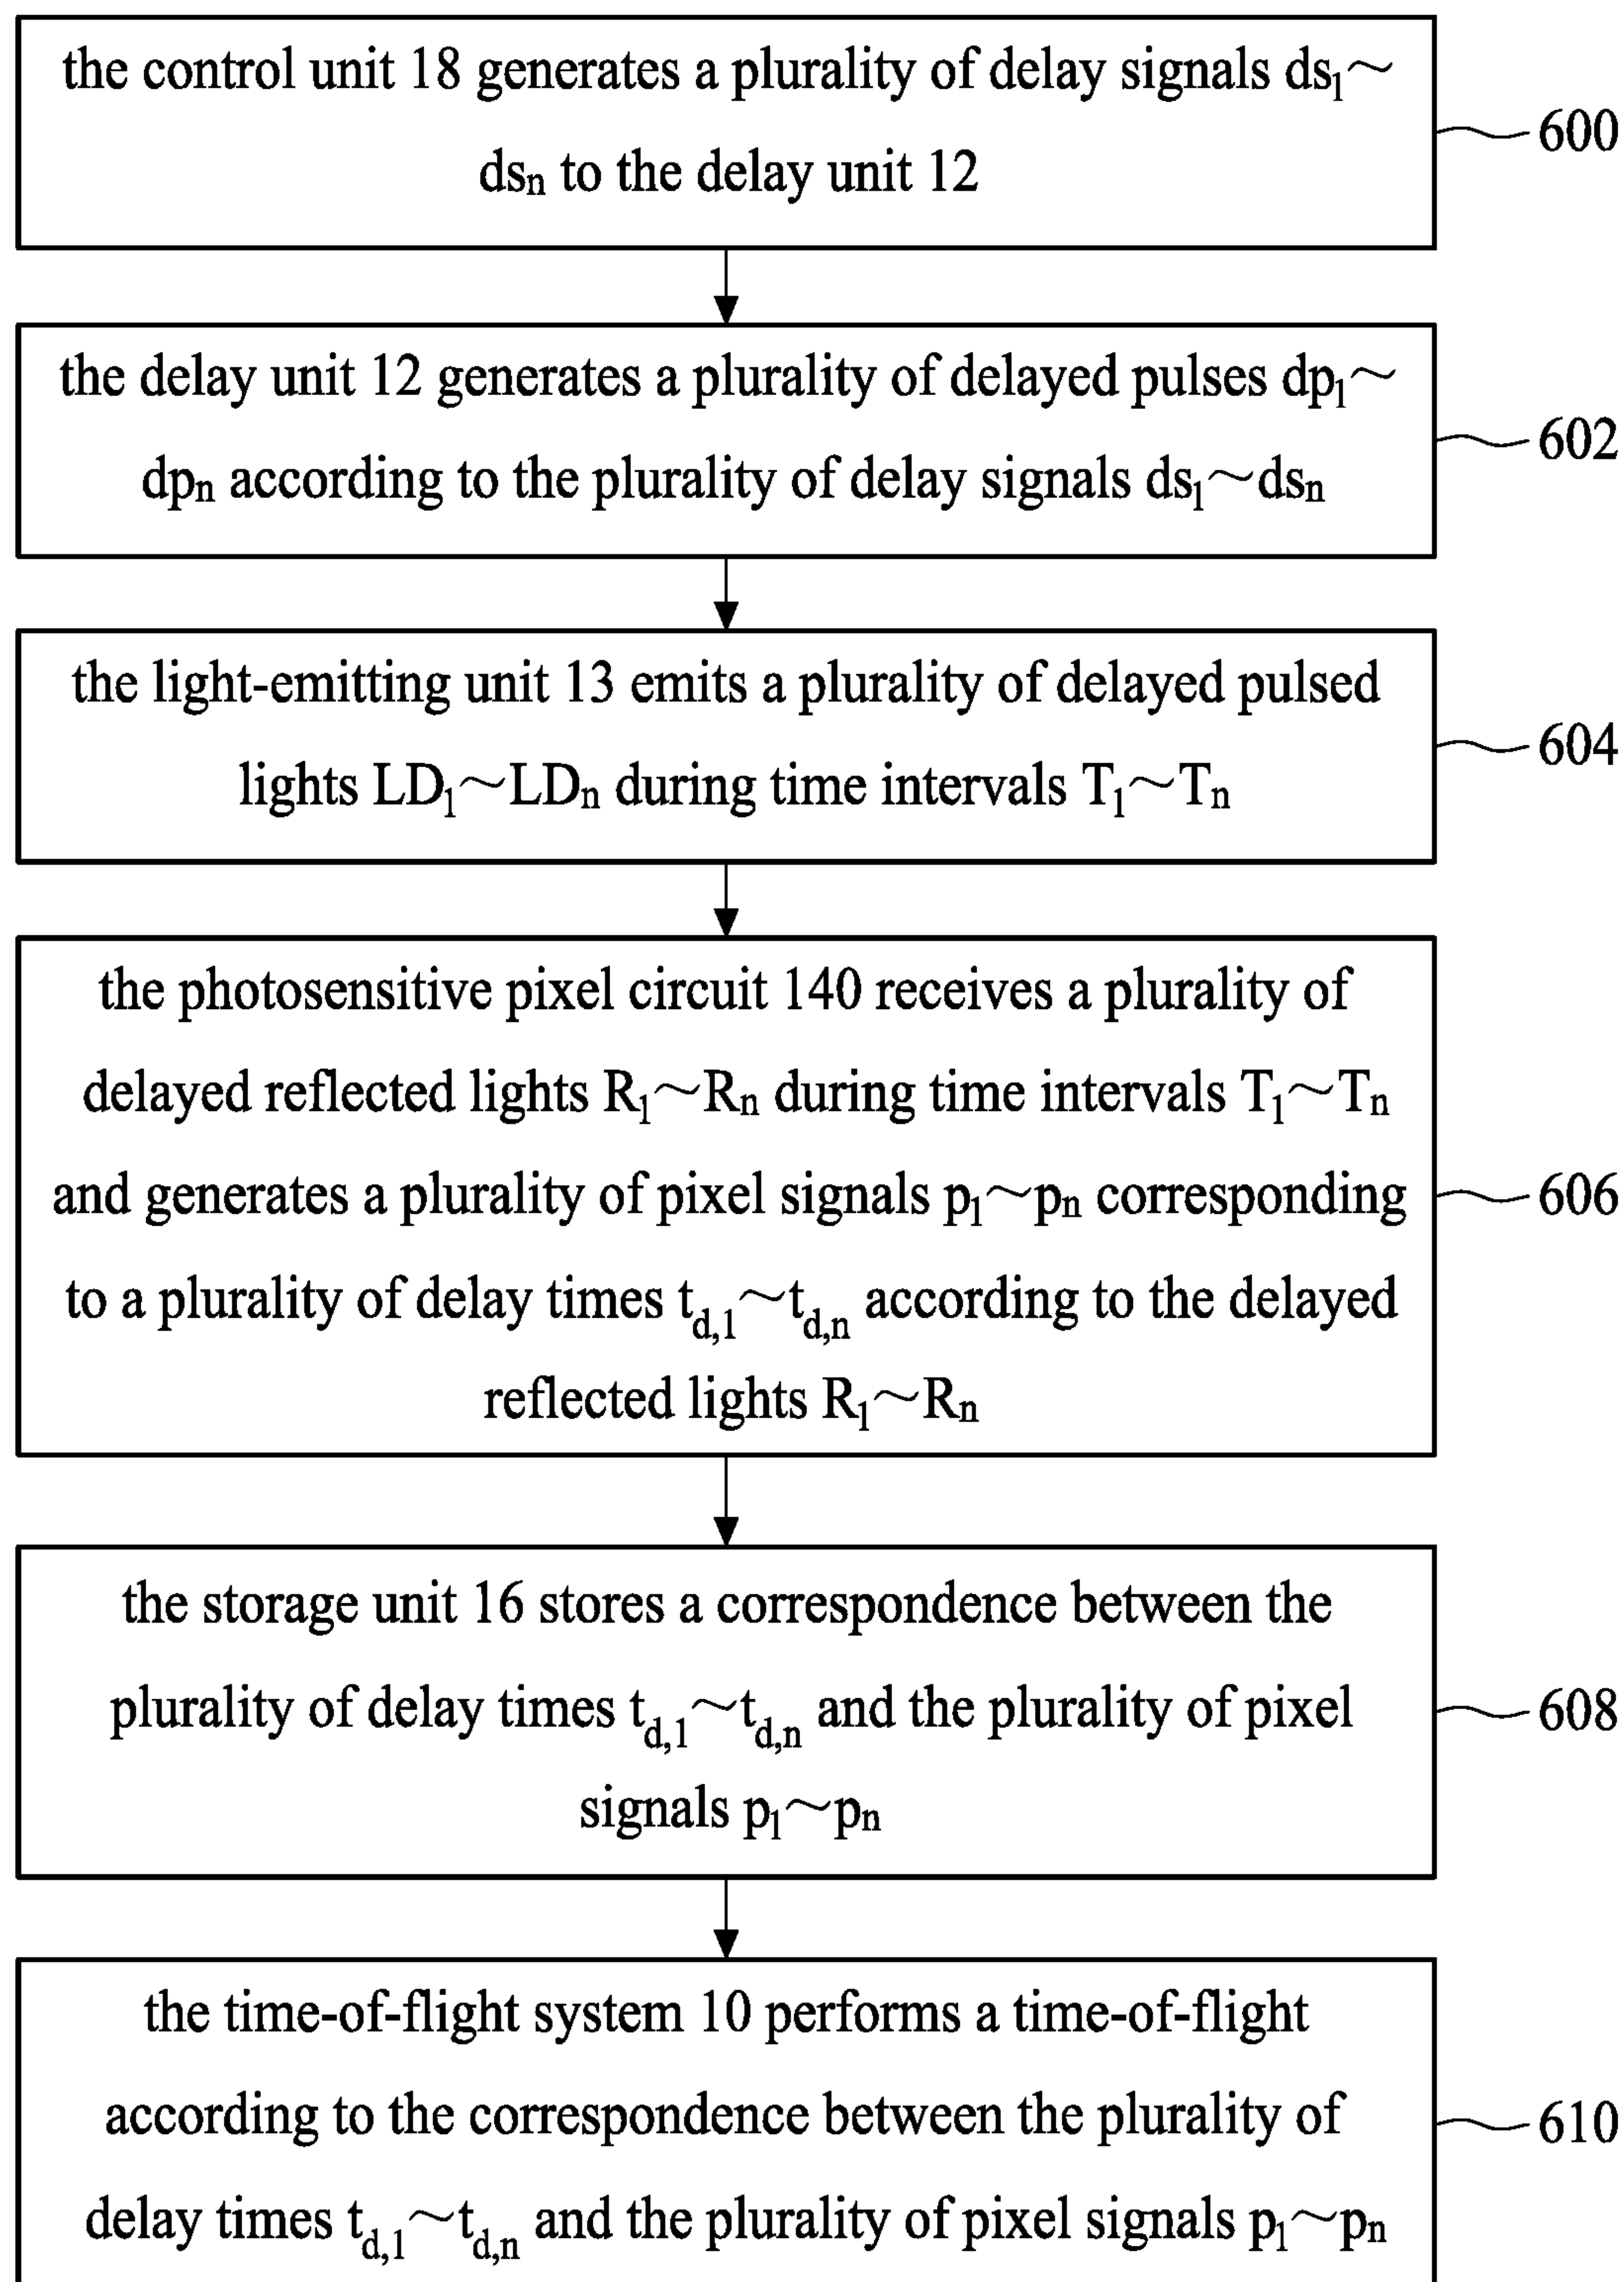 the control unit 18 generates a plurality of delay signals ds₁~
dsₙ to the delay unit 12
600
the delay unit 12 generates a plurality of delayed pulses dp₁~
dpₙ according to the plurality of delay signals ds₁~dsₙ
602
the light-emitting unit 13 emits a plurality of delayed pulsed
lights LD₁~LDₙ during time intervals T₁~Tₙ
604
the photosensitive pixel circuit 140 receives a plurality of
delayed reflected lights R₁~Rₙ during time intervals T₁~Tₙ
and generates a plurality of pixel signals p₁~pₙ corresponding
to a plurality of delay times t_d,1~t_d,n according to the delayed
reflected lights R₁~Rₙ
606
the storage unit 16 stores a correspondence between the
plurality of delay times t_d,1~t_d,n and the plurality of pixel
signals p₁~pₙ
608
the time-of-flight system 10 performs a time-of-flight
according to the correspondence between the plurality of
delay times t_d,1~t_d,n and the plurality of pixel signals p₁~pₙ
610